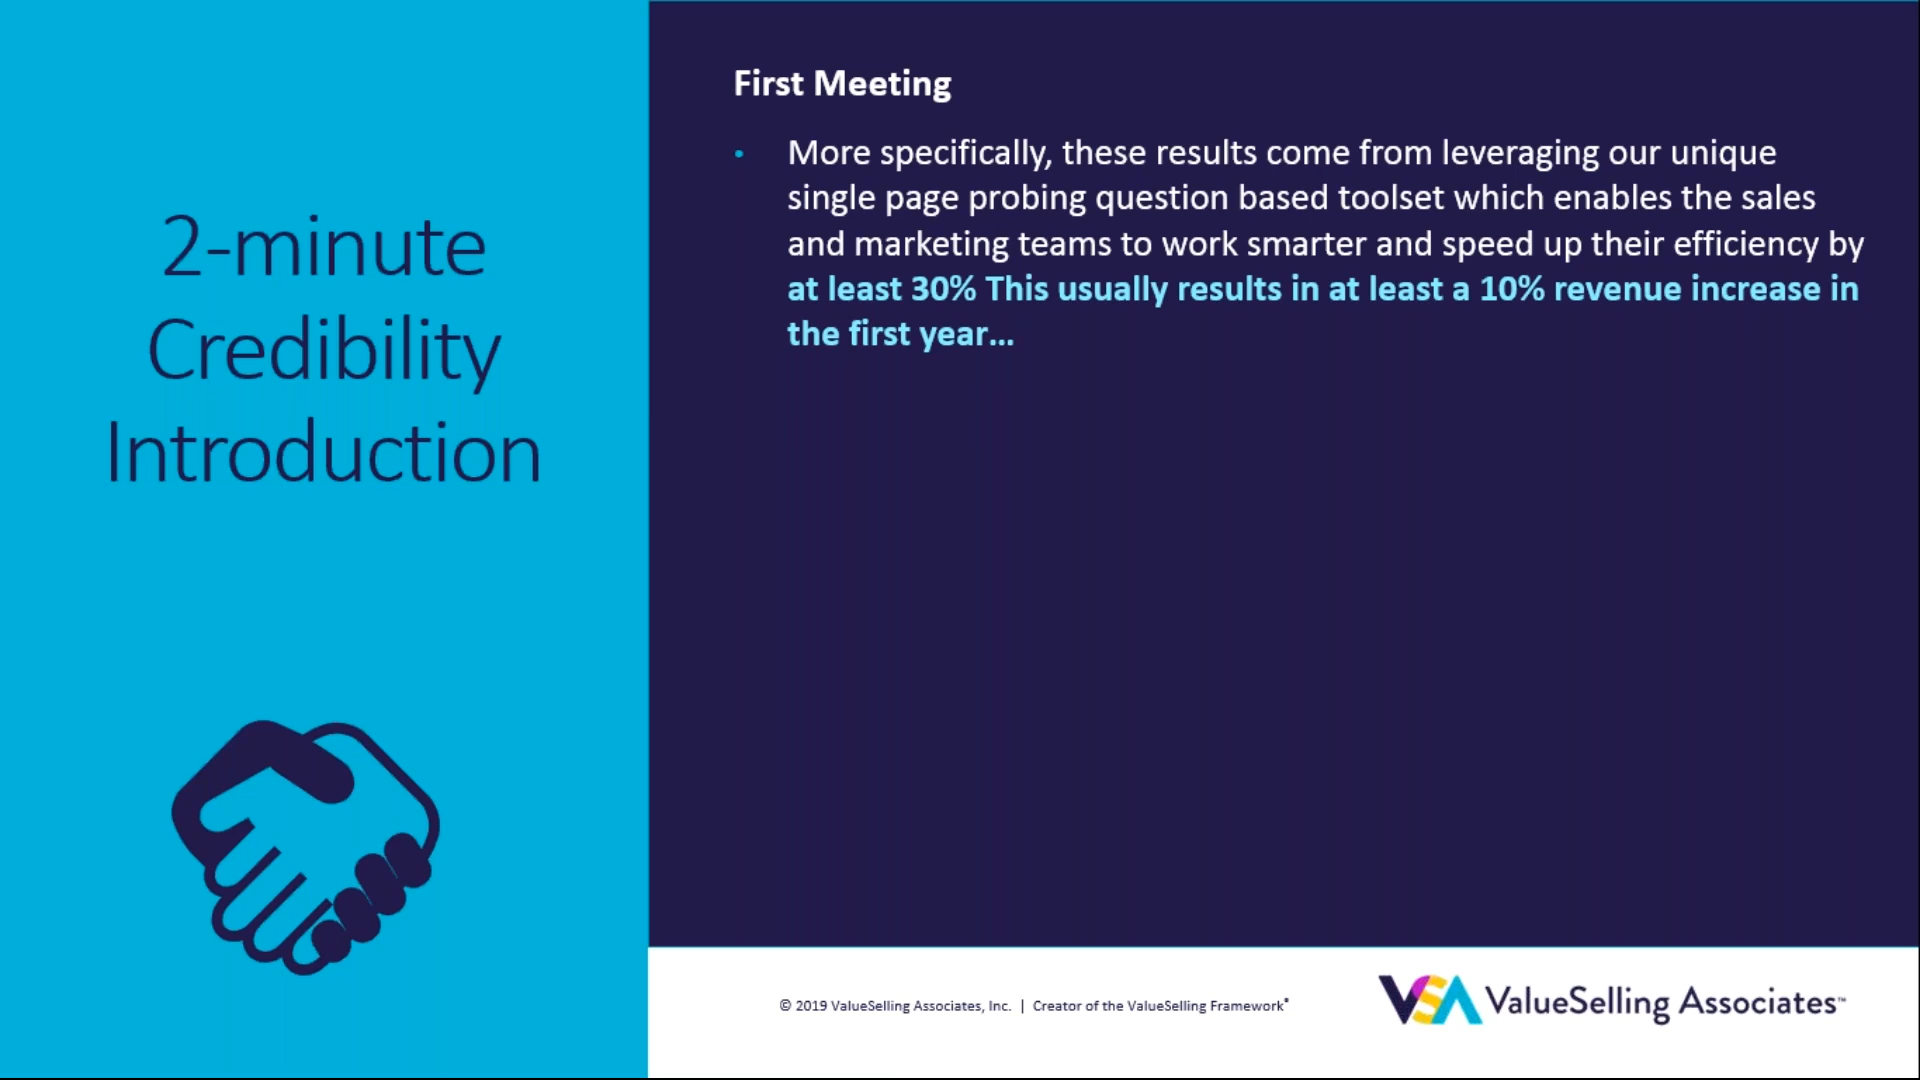 2-minute
Credibility
Introduction
First Meeting
• More specifically, these results come from leveraging our unique
single page probing question based toolset which enables the sales
and marketing teams to work smarter and speed up their efficiency by
at least 30% This usually results in at least a 10% revenue increase in
the first year...
© 2019 ValueSelling Associates, Inc. | Creator of the ValueSelling Framework®
VSA ValueSelling Associates™